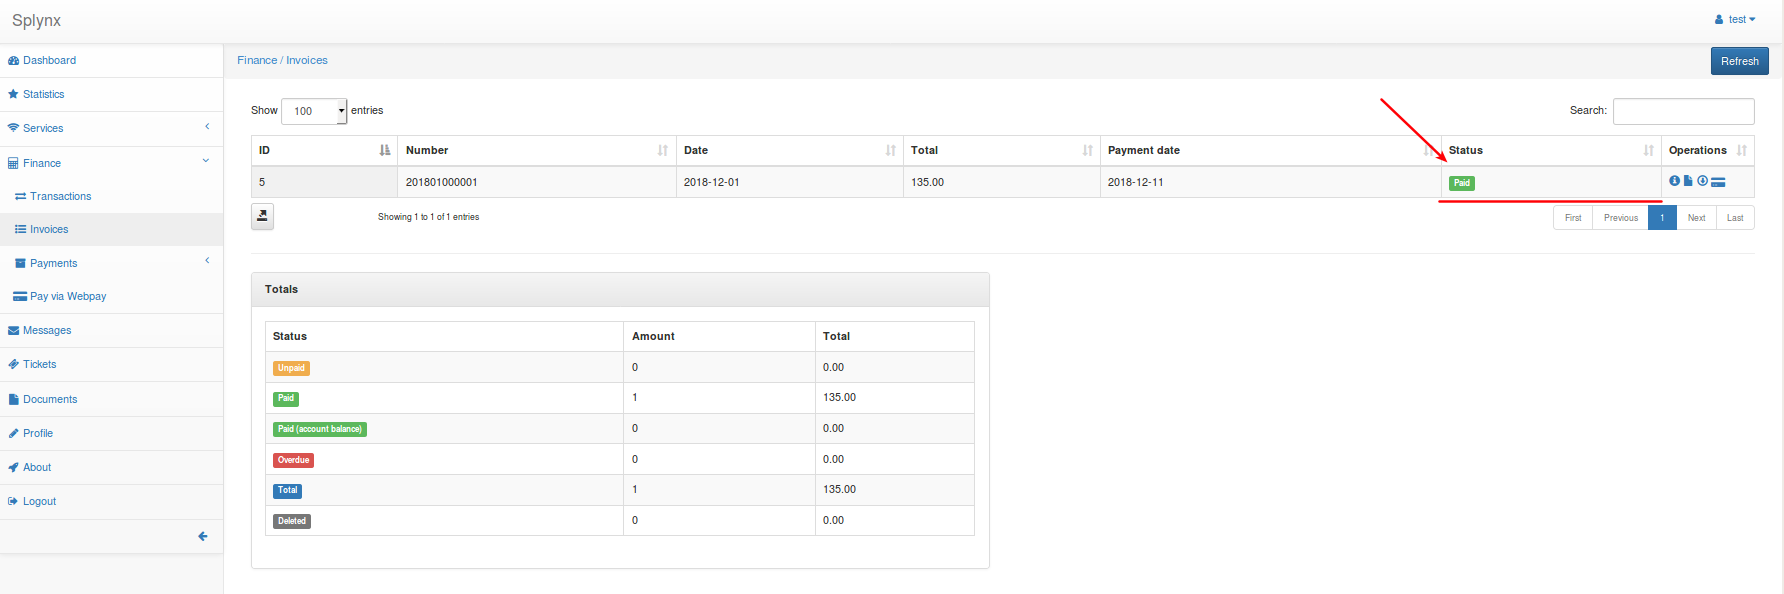 Splynx
test
Dashboard
Statistics
Services
Finance
Transactions
Invoices
Payments
Pay via Webpay
Messages
Tickets
Documents
Profile
About
Logout
Finance / Invoices
Refresh
Show 100 entries
Search:
ID Number Date Total Payment date Status Operations
5 201801000001 2018-12-01 135.00 2018-12-11 Paid
Showing 1 to 1 of 1 entries
First Previous 1 Next Last
Totals
Status Amount Total
Unpaid 0 0.00
Paid 1 135.00
Paid (account balance) 0 0.00
Overdue 0 0.00
Total 1 135.00
Deleted 0 0.00